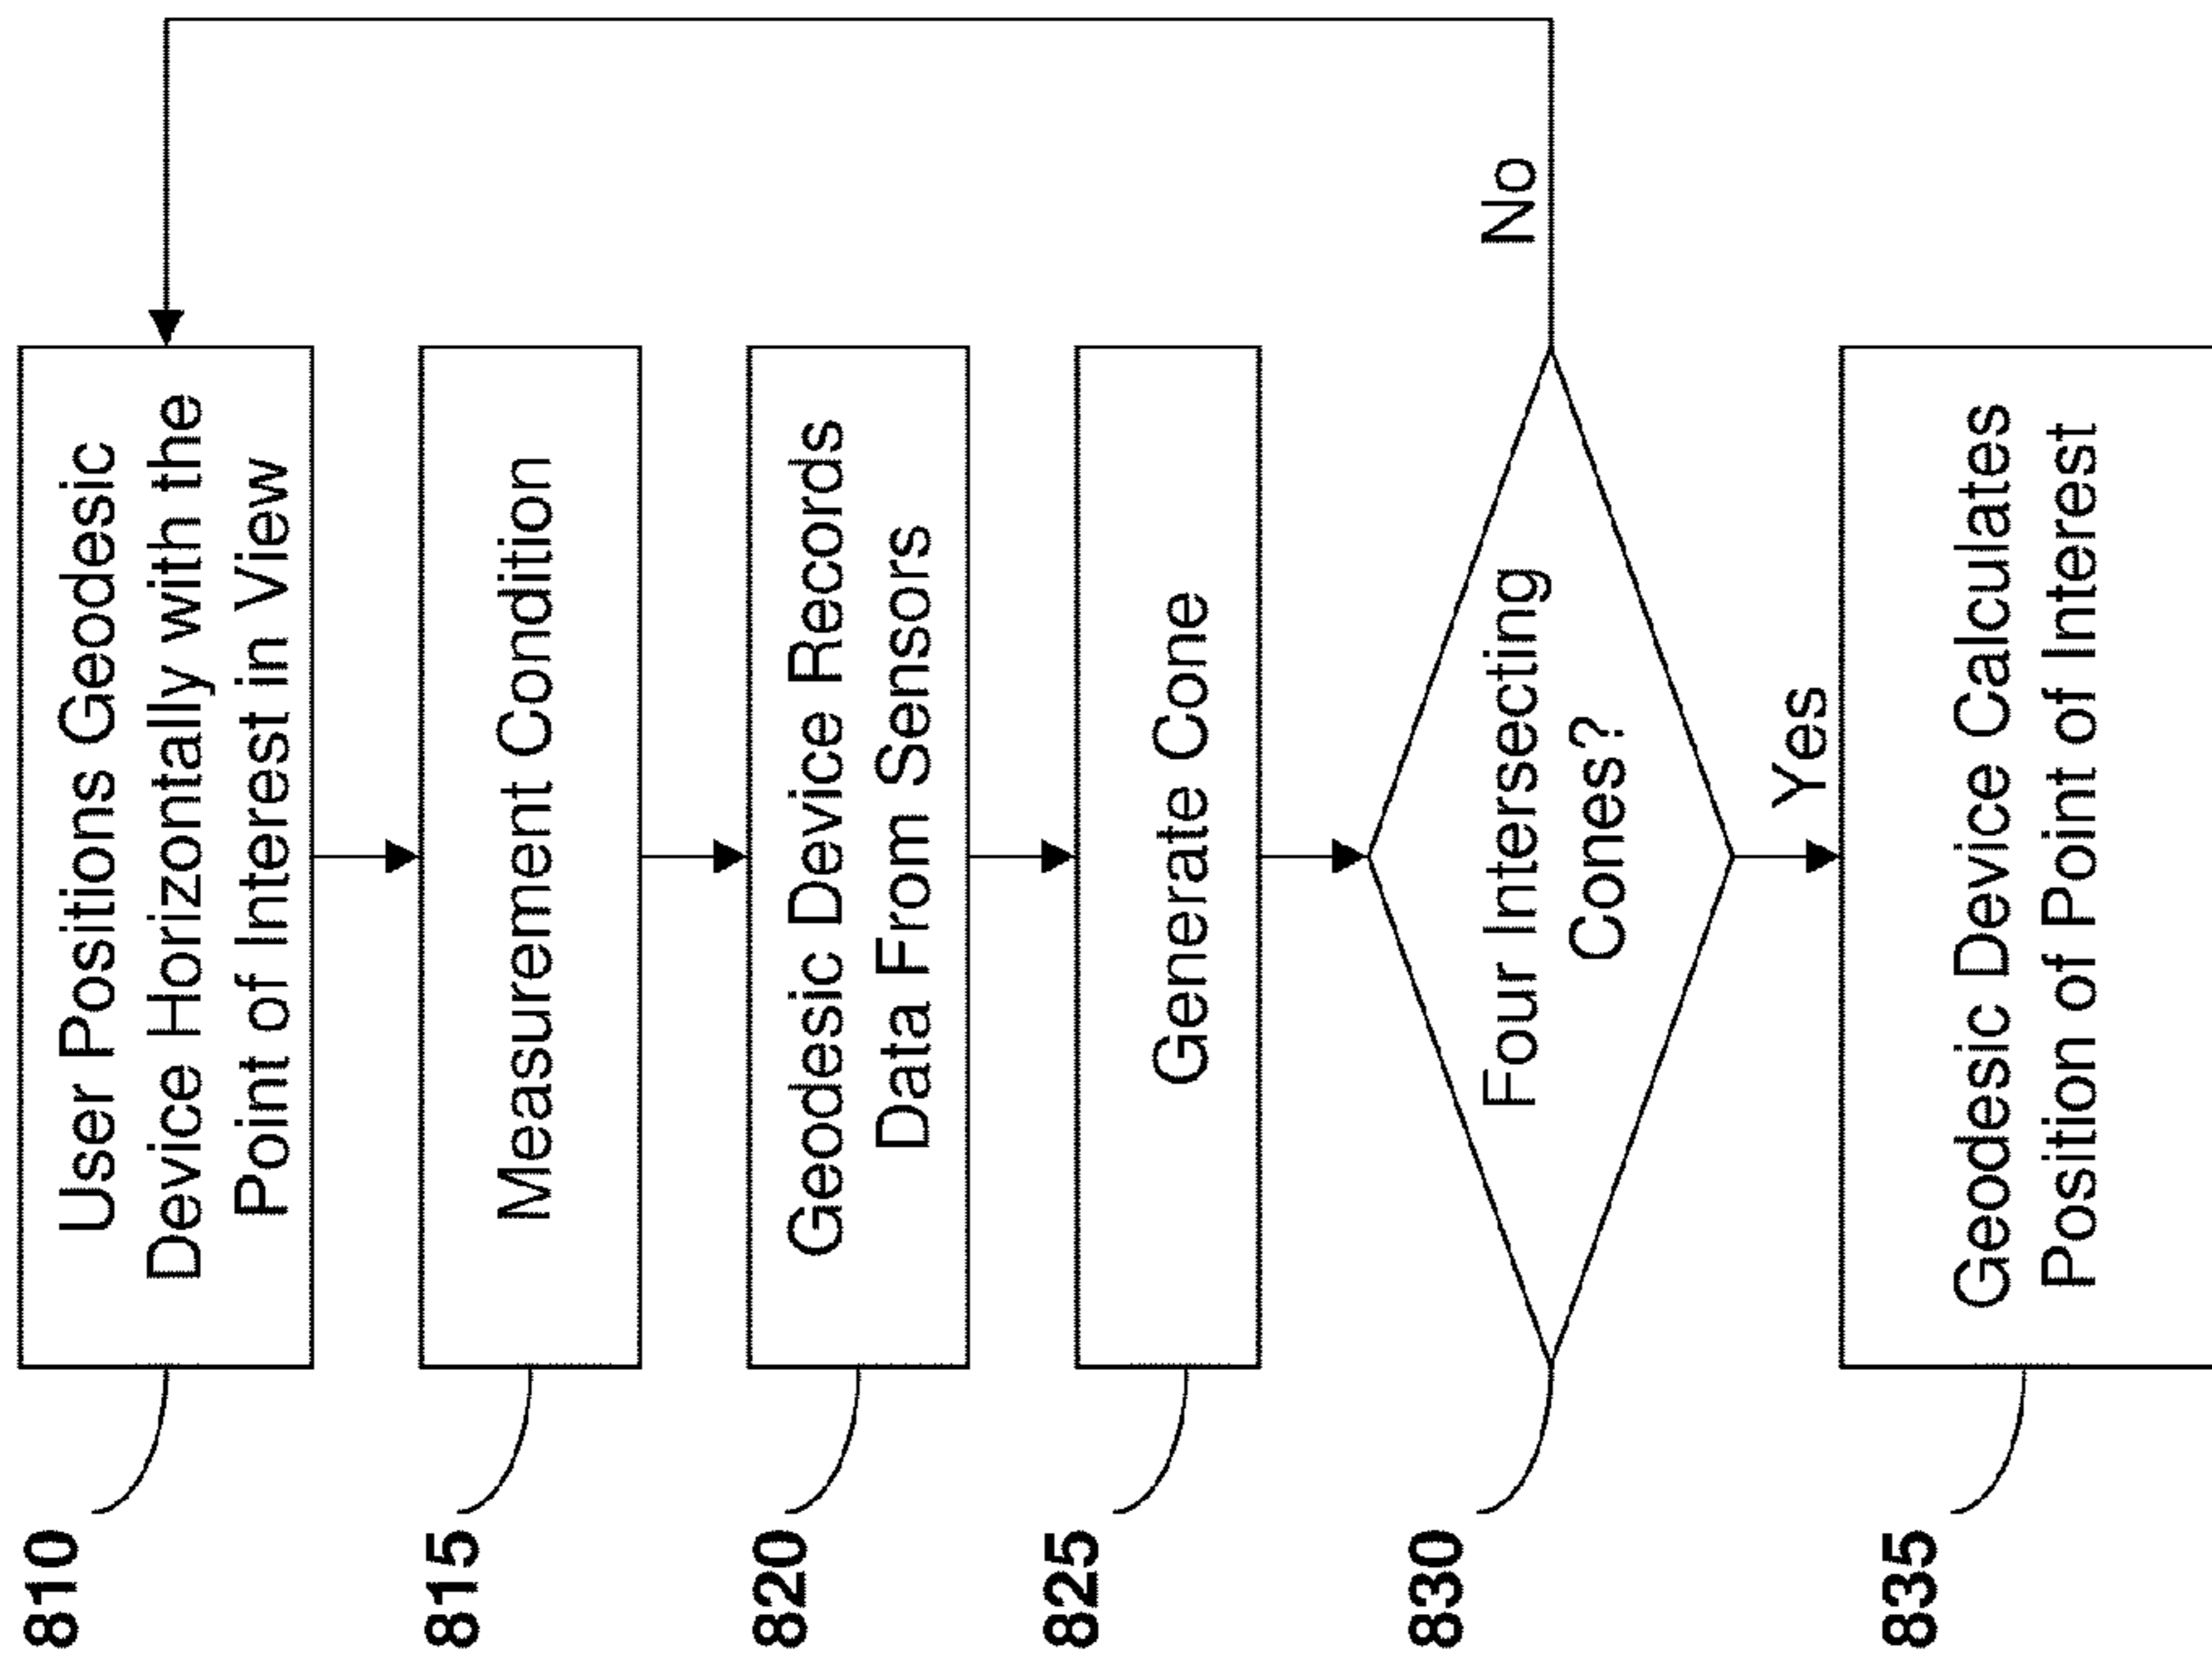 810
User Positions Geodesic
Device Horizontally with the
Point of Interest in View
815
Measurement Condition
820
Geodesic Device Records
Data From Sensors
825
Generate Cone
830
Four Intersecting
Cones?
No
Yes
835
Geodesic Device Calculates
Position of Point of Interest